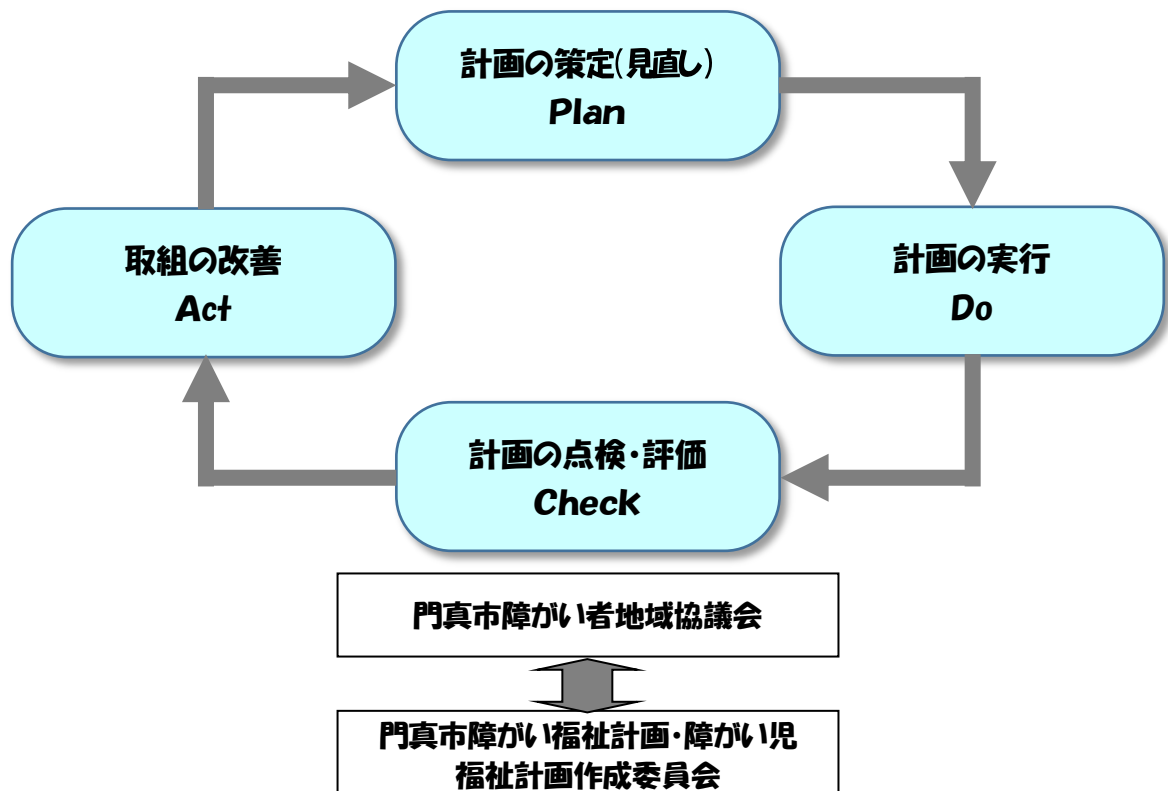 計画の策定(見直し)
Plan
取組の改善
Act
計画の実行
Do
計画の点検・評価
Check
門真市障がい者地域協議会
門真市障がい福祉計画・障がい児
福祉計画作成委員会